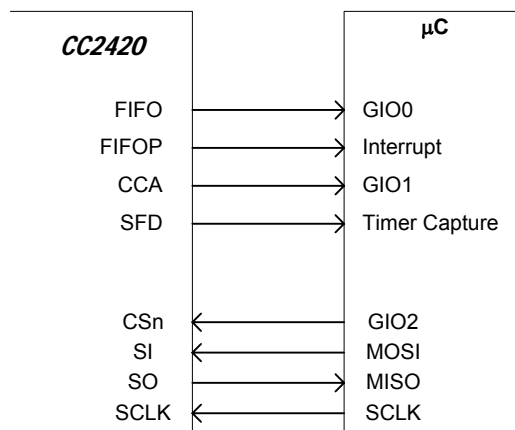 CC2420 μC
FIFO GIO0
FIFOP Interrupt
CCA GIO1
SFD Timer Capture
CSn GIO2
SI MOSI
SO MISO
SCLK SCLK